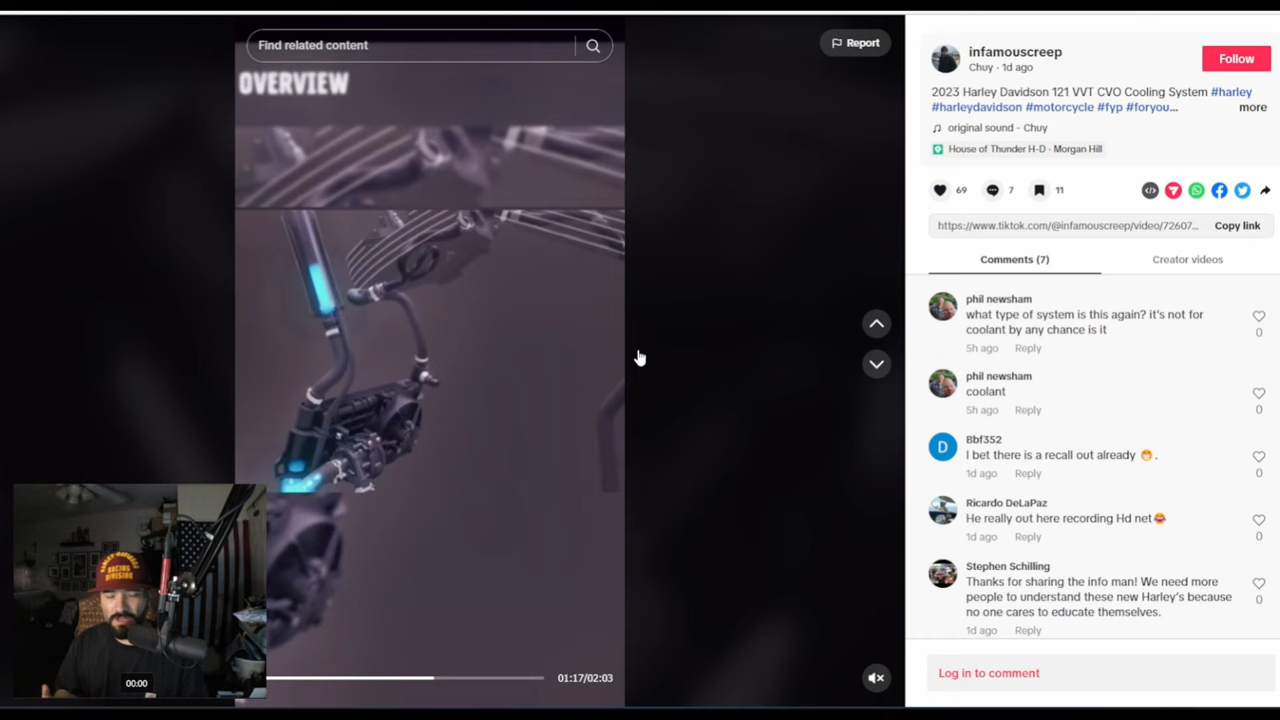 Find related content
Report
OVERVIEW
01:17/02:03
HARLEY-DAVIDSON
RACING
DIVISION
00:00
infamouscreep
Chuy · 1d ago
Follow
2023 Harley Davidson 121 VVT CVO Cooling System #harley
#harleydavidson #motorcycle #fyp #foryou...
more
original sound - Chuy
House of Thunder H-D · Morgan Hill
69
7
11
https://www.tiktok.com/@infamouscreep/video/72607...
Copy link
Comments (7)
Creator videos
phil newsham
what type of system is this again? it's not for
coolant by any chance is it
0
5h ago Reply
phil newsham
coolant
0
5h ago Reply
D
Bbf352
I bet there is a recall out already 😁 .
0
1d ago Reply
Ricardo DeLaPaz
He really out here recording Hd net😂
0
1d ago Reply
Stephen Schilling
Thanks for sharing the info man! We need more
people to understand these new Harley's because
no one cares to educate themselves.
0
1d ago Reply
Log in to comment